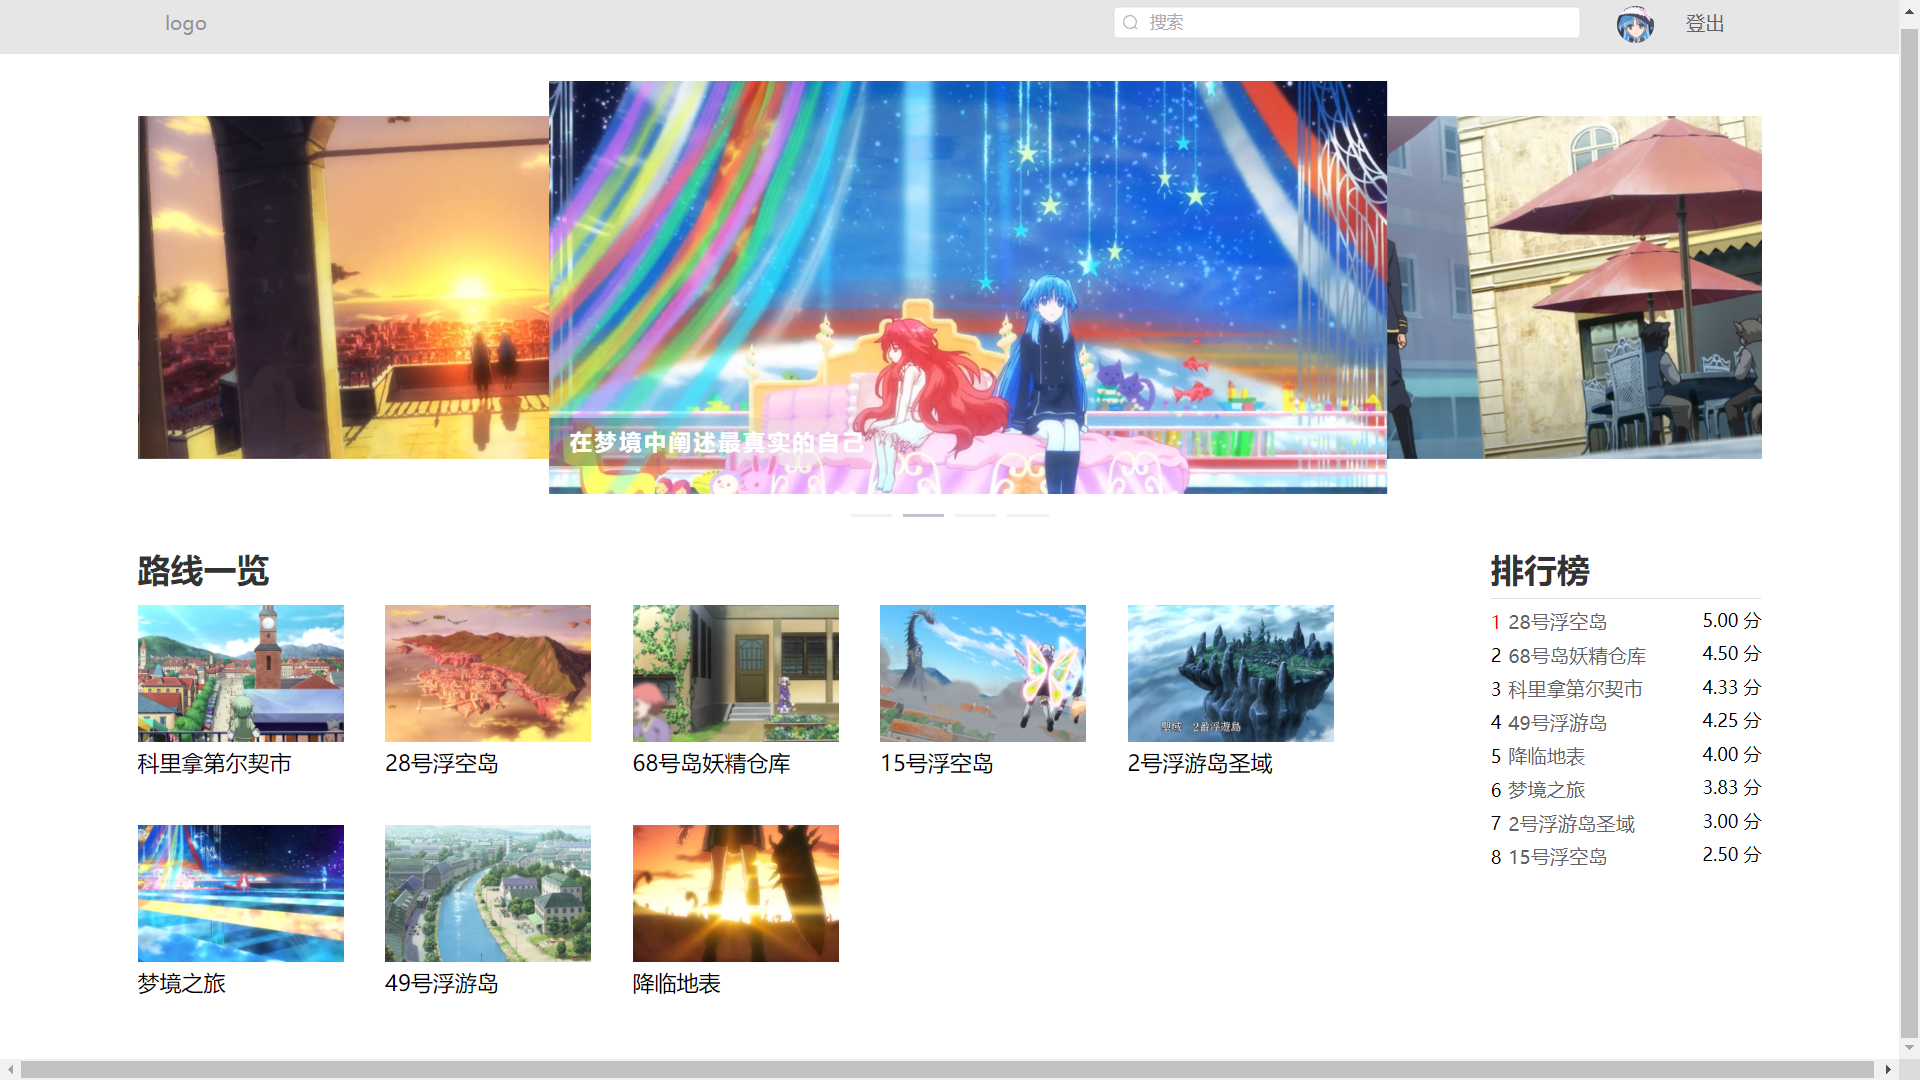 logo
搜索
登出
在梦境中阐述最真实的自己
路线一览
科里拿第尔契市
28号浮空岛
68号岛妖精仓库
15号浮空岛
聖域 2番浮遊島
2号浮游岛圣域
梦境之旅
49号浮游岛
降临地表
排行榜
1 28号浮空岛 5.00 分
2 68号岛妖精仓库 4.50 分
3 科里拿第尔契市 4.33 分
4 49号浮游岛 4.25 分
5 降临地表 4.00 分
6 梦境之旅 3.83 分
7 2号浮游岛圣域 3.00 分
8 15号浮空岛 2.50 分